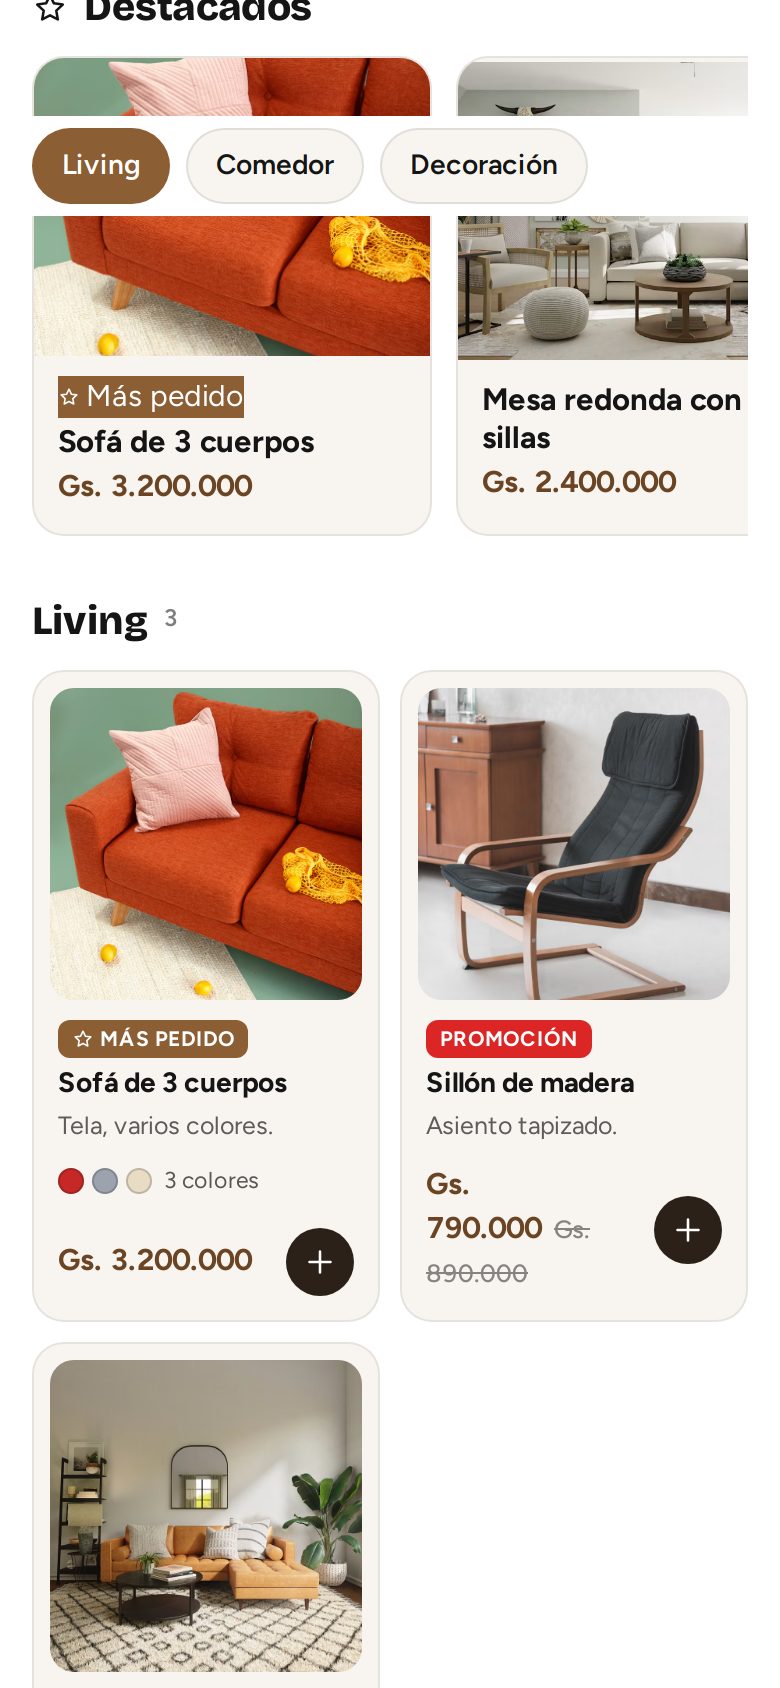 Destacados
Living
Comedor
Decoración
Más pedido
Sofá de 3 cuerpos
Gs. 3.200.000
Mesa redonda con
sillas
Gs. 2.400.000
Living 3
MÁS PEDIDO
Sofá de 3 cuerpos
Tela, varios colores.
3 colores
Gs. 3.200.000
PROMOCIÓN
Sillón de madera
Asiento tapizado.
Gs.
790.000 Gs.
890.000